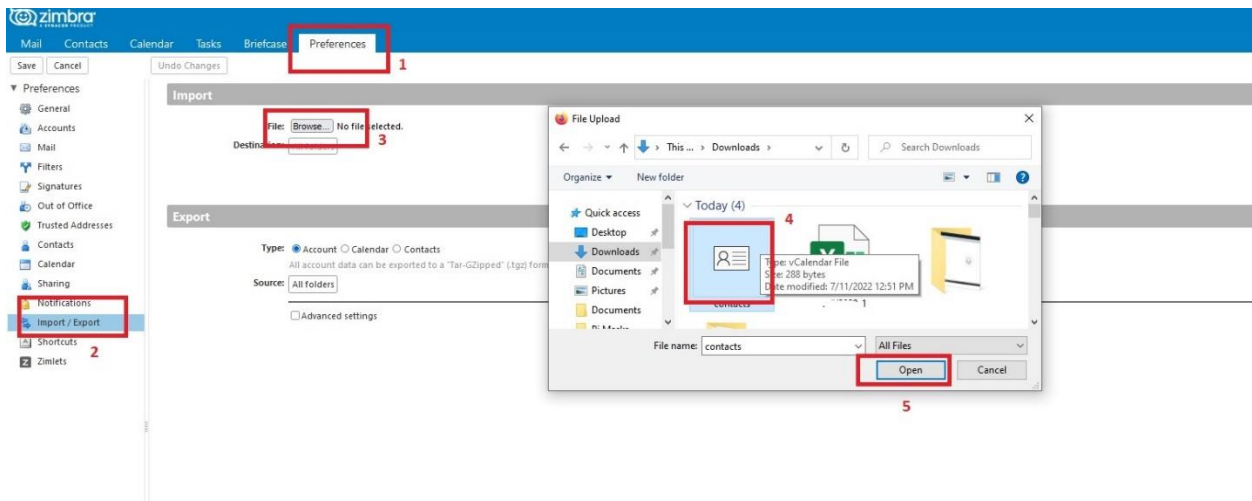 zimbra
A SYNACOR PRODUCT
Mail Contacts Calendar Tasks Briefcase Preferences
1
Save Cancel Undo Changes
Preferences
General
Accounts
Mail
Filters
Signatures
Out of Office
Trusted Addresses
Contacts
Calendar
Sharing
Notifications
Import / Export
Shortcuts
2
Zimlets
Import
File: Browse... No file selected.
3
Destination:
Export
Type: Account Calendar Contacts
All account data can be exported to a "Tar-GZipped" (.tgz) form
Source: All folders
Advanced settings
File Upload
This ... Downloads
Search Downloads
Organize New folder
Quick access
Desktop
Downloads
Documents
Pictures
Documents
Today (4)
4
Type: vCalendar File
Size: 288 bytes
Date modified: 7/11/2022 12:51 PM
contacts
File name: contacts All Files
Open Cancel
5